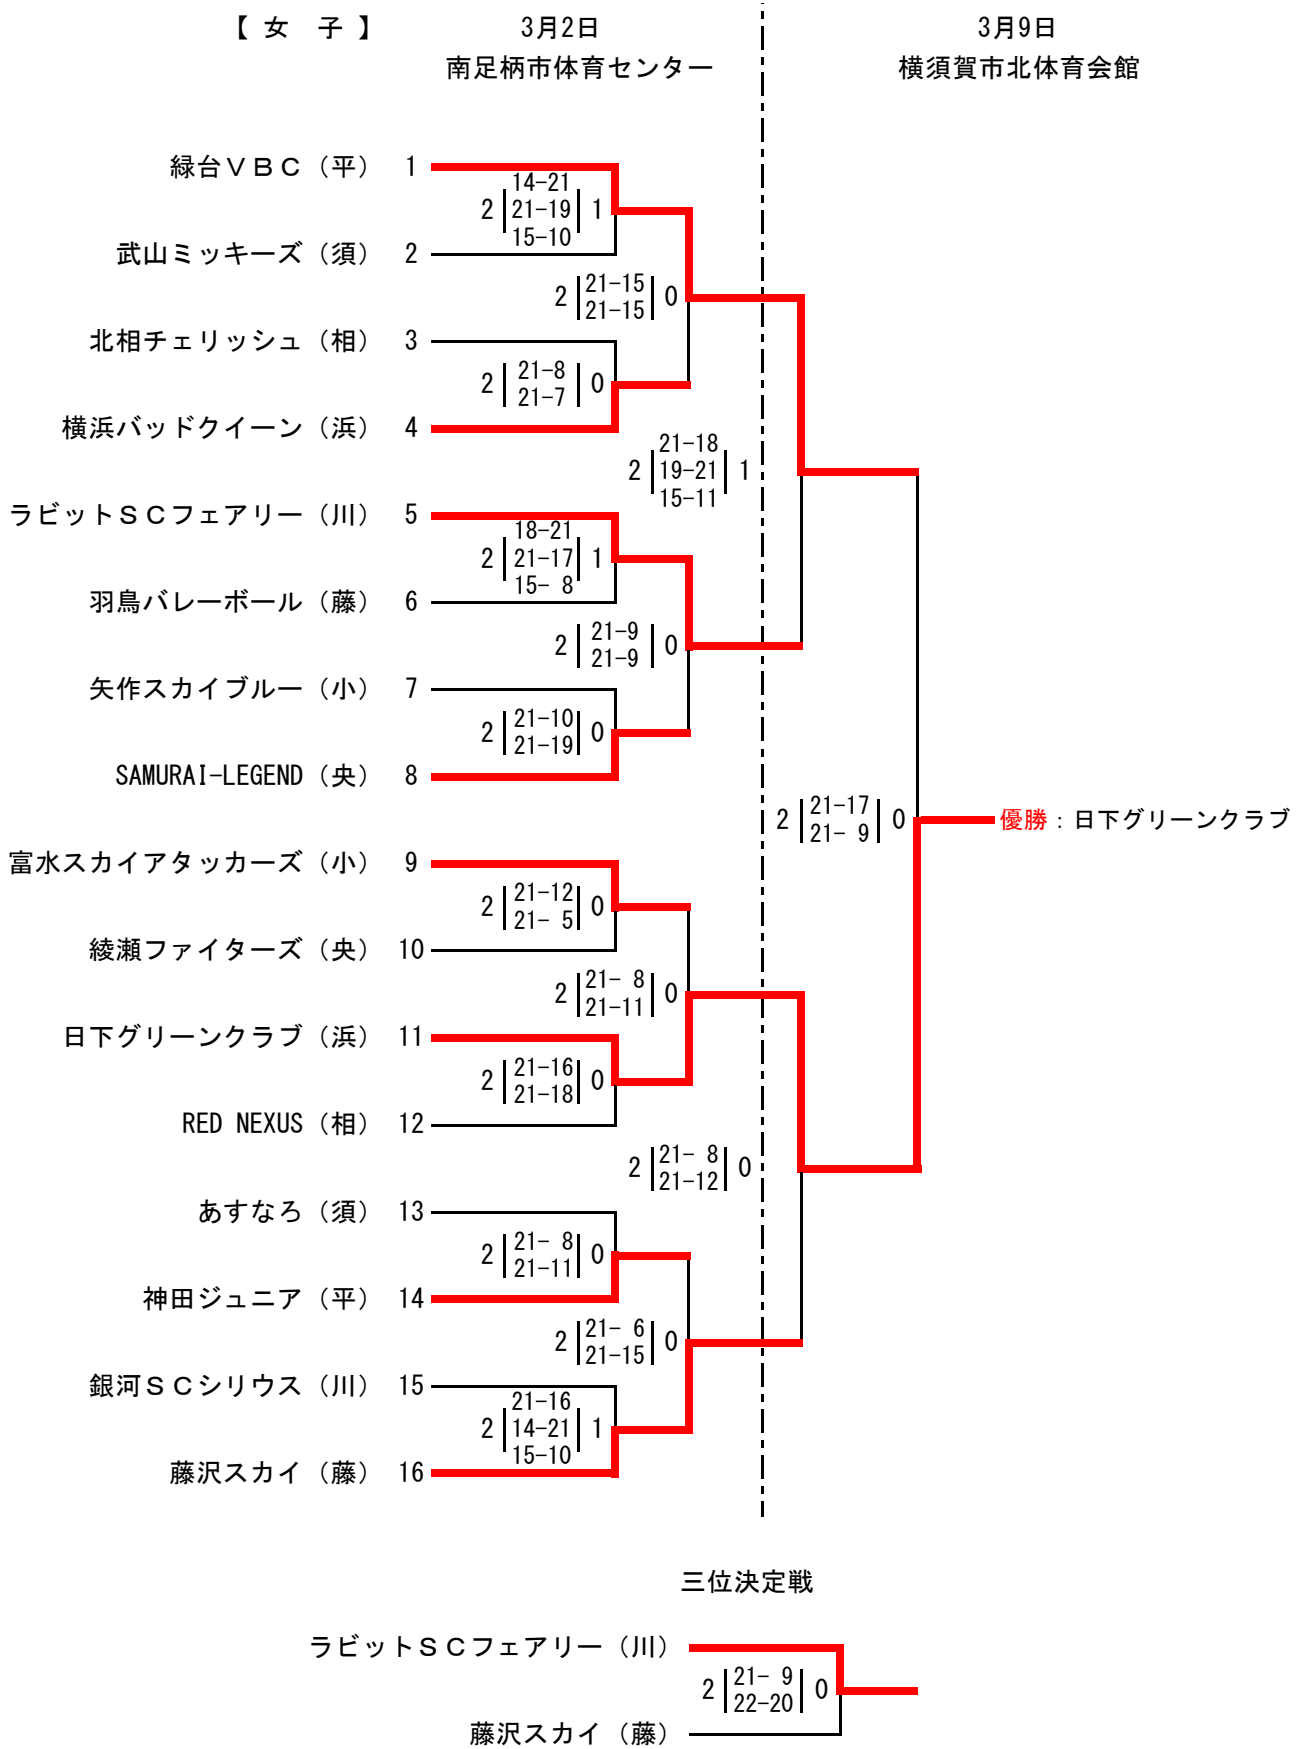 【 女　子 】
3月2日
3月9日
南足柄市体育センター
横須賀市北体育会館
緑台ＶＢＣ（平） 1
14-21
2 21-19 1
15-10
武山ミッキーズ（須） 2
2 21-15 0
21-15
北相チェリッシュ（相） 3
2 21-8 0
21-7
横浜バッドクイーン（浜） 4
21-18
2 19-21 1
15-11
ラビットＳＣフェアリー（川） 5
18-21
2 21-17 1
15- 8
羽鳥バレーボール（藤） 6
2 21-9 0
21-9
矢作スカイブルー（小） 7
2 21-10 0
21-19
SAMURAI-LEGEND（央） 8
2 21-17 0
21- 9
優勝：日下グリーンクラブ
富水スカイアタッカーズ（小） 9
2 21-12 0
21- 5
綾瀬ファイターズ（央） 10
2 21- 8 0
21-11
日下グリーンクラブ（浜） 11
2 21-16 0
21-18
RED NEXUS（相） 12
2 21- 8 0
21-12
あすなろ（須） 13
2 21- 8 0
21-11
神田ジュニア（平） 14
2 21- 6 0
21-15
銀河ＳＣシリウス（川） 15
21-16
2 14-21 1
15-10
藤沢スカイ（藤） 16
三位決定戦
ラビットＳＣフェアリー（川）
2 21- 9 0
22-20
藤沢スカイ（藤）